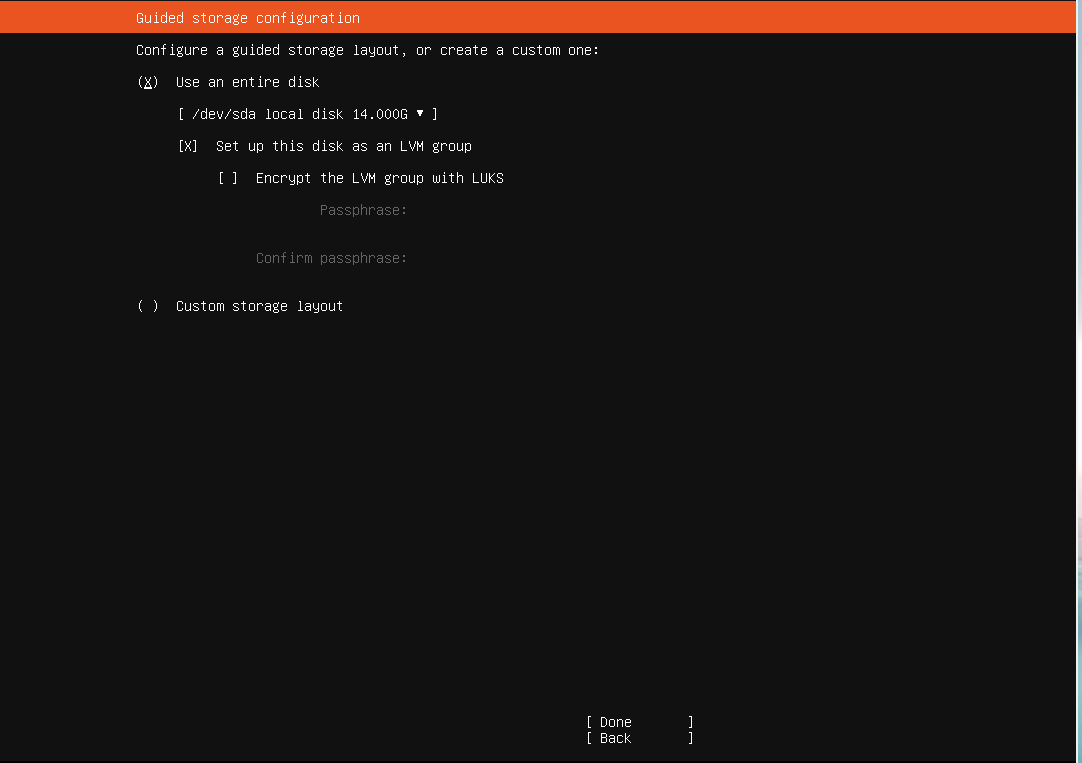 Guided storage configuration
Configure a guided storage layout, or create a custom one:
(X) Use an entire disk
[ /dev/sda local disk 14.000G ▾ ]
[X] Set up this disk as an LVM group
[ ] Encrypt the LVM group with LUKS
Passphrase:
Confirm passphrase:
( ) Custom storage layout
[ Done ]
[ Back ]